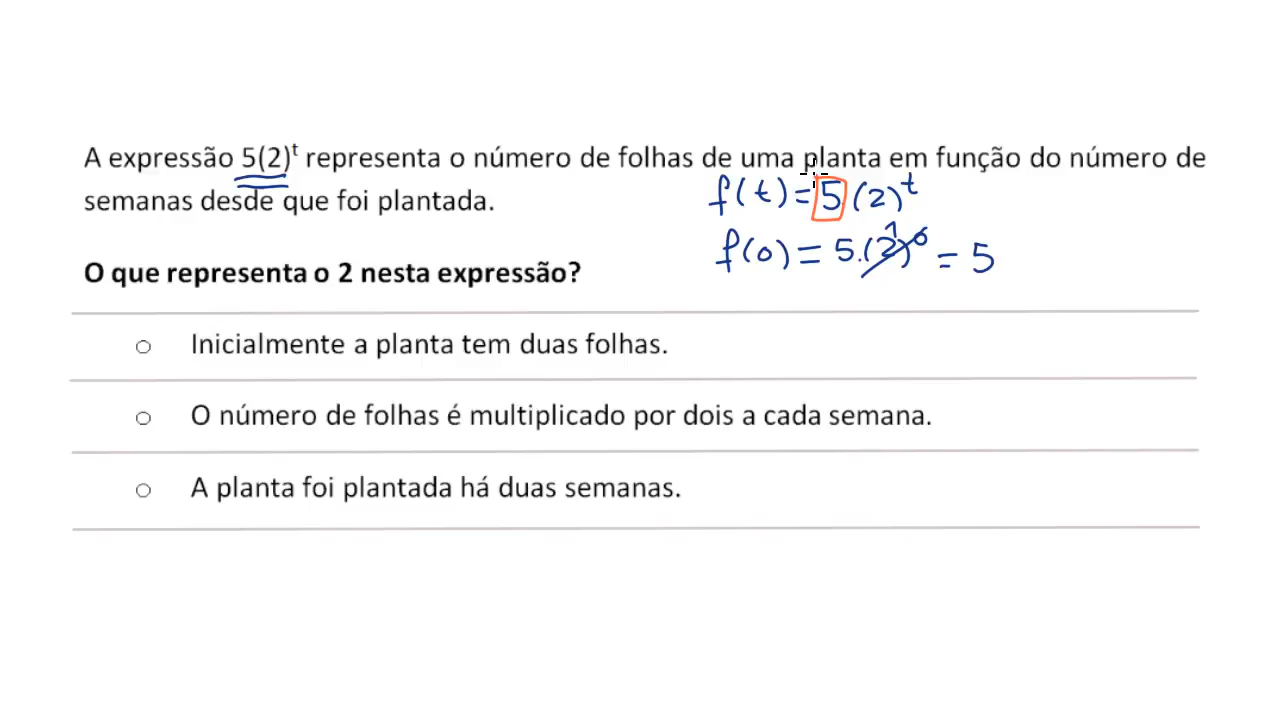 A expressão 5(2)ᵗ representa o número de folhas de uma planta em função do número de
semanas desde que foi plantada.
f(t) = 5 (2)ᵗ
f(0) = 5.(2)⁰ = 5
1
O que representa o 2 nesta expressão?
Inicialmente a planta tem duas folhas.
O número de folhas é multiplicado por dois a cada semana.
A planta foi plantada há duas semanas.